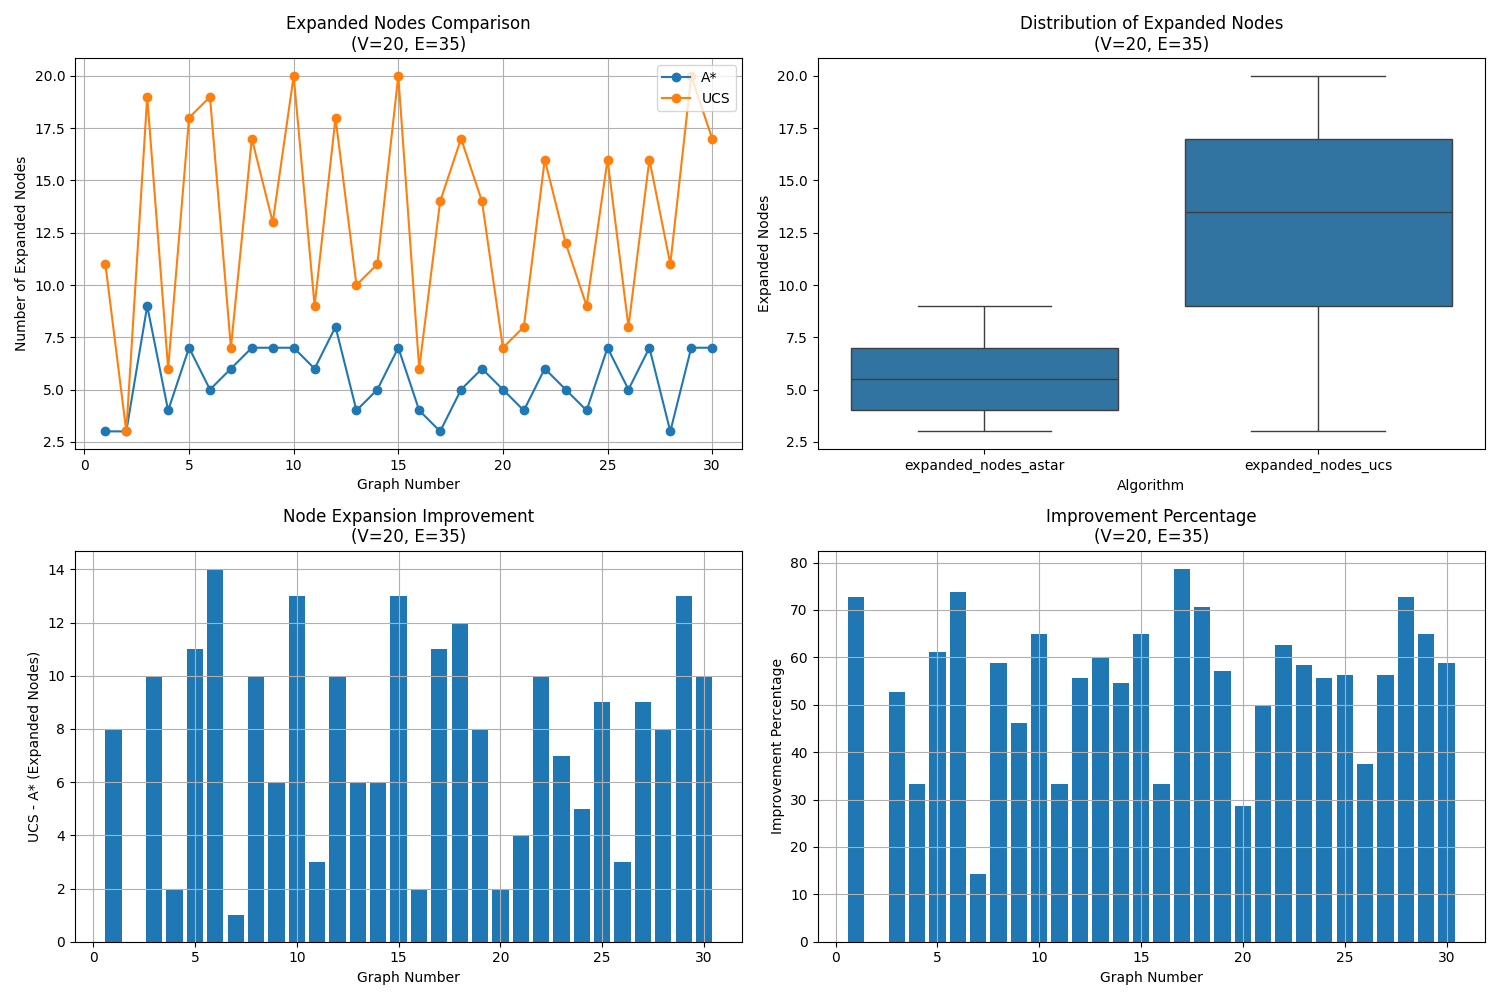 Expanded Nodes Comparison
(V=20, E=35)
Number of Expanded Nodes
20.0
17.5
15.0
12.5
10.0
7.5
5.0
2.5
A*
UCS
0 5 10 15 20 25 30
Graph Number
Distribution of Expanded Nodes
(V=20, E=35)
Expanded Nodes
20.0
17.5
15.0
12.5
10.0
7.5
5.0
2.5
expanded_nodes_astar expanded_nodes_ucs
Algorithm
Node Expansion Improvement
(V=20, E=35)
UCS - A* (Expanded Nodes)
14
12
10
8
6
4
2
0
0 5 10 15 20 25 30
Graph Number
Improvement Percentage
(V=20, E=35)
Improvement Percentage
80
70
60
50
40
30
20
10
0
0 5 10 15 20 25 30
Graph Number